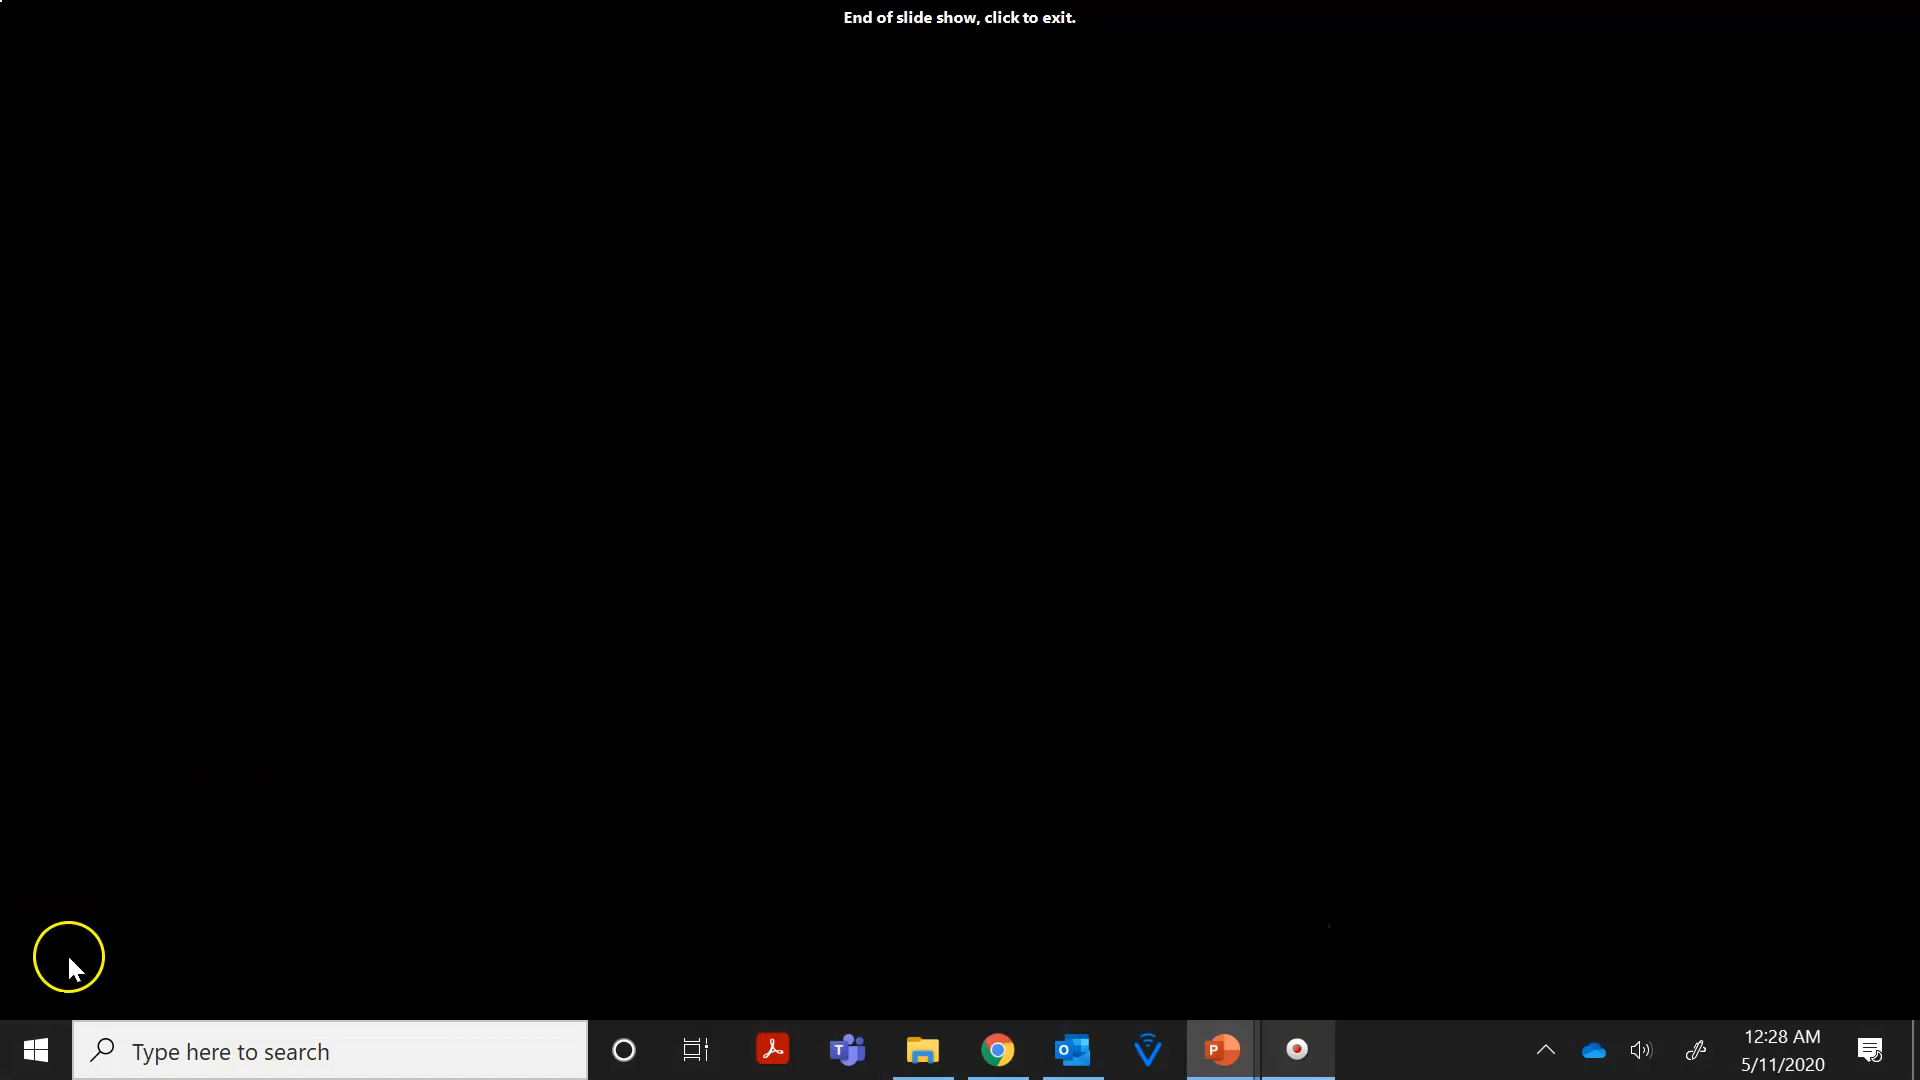 End of slide show, click to exit.
Type here to search
T
O
P
12:28 AM
5/11/2020